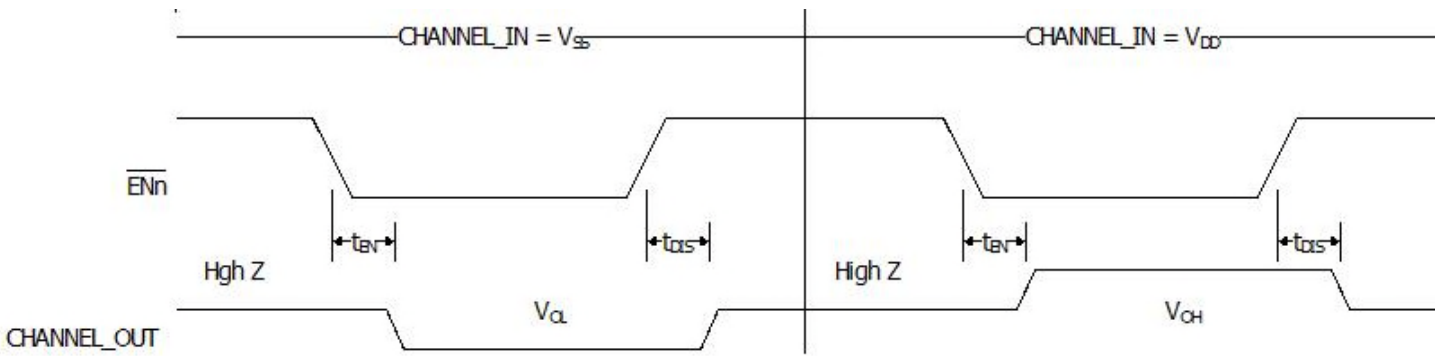 CHANNEL_IN = VSS
CHANNEL_IN = VDD
ENn
tEN
tDIS
tEN
tDIS
Hgh Z
High Z
VOL
VOH
CHANNEL_OUT